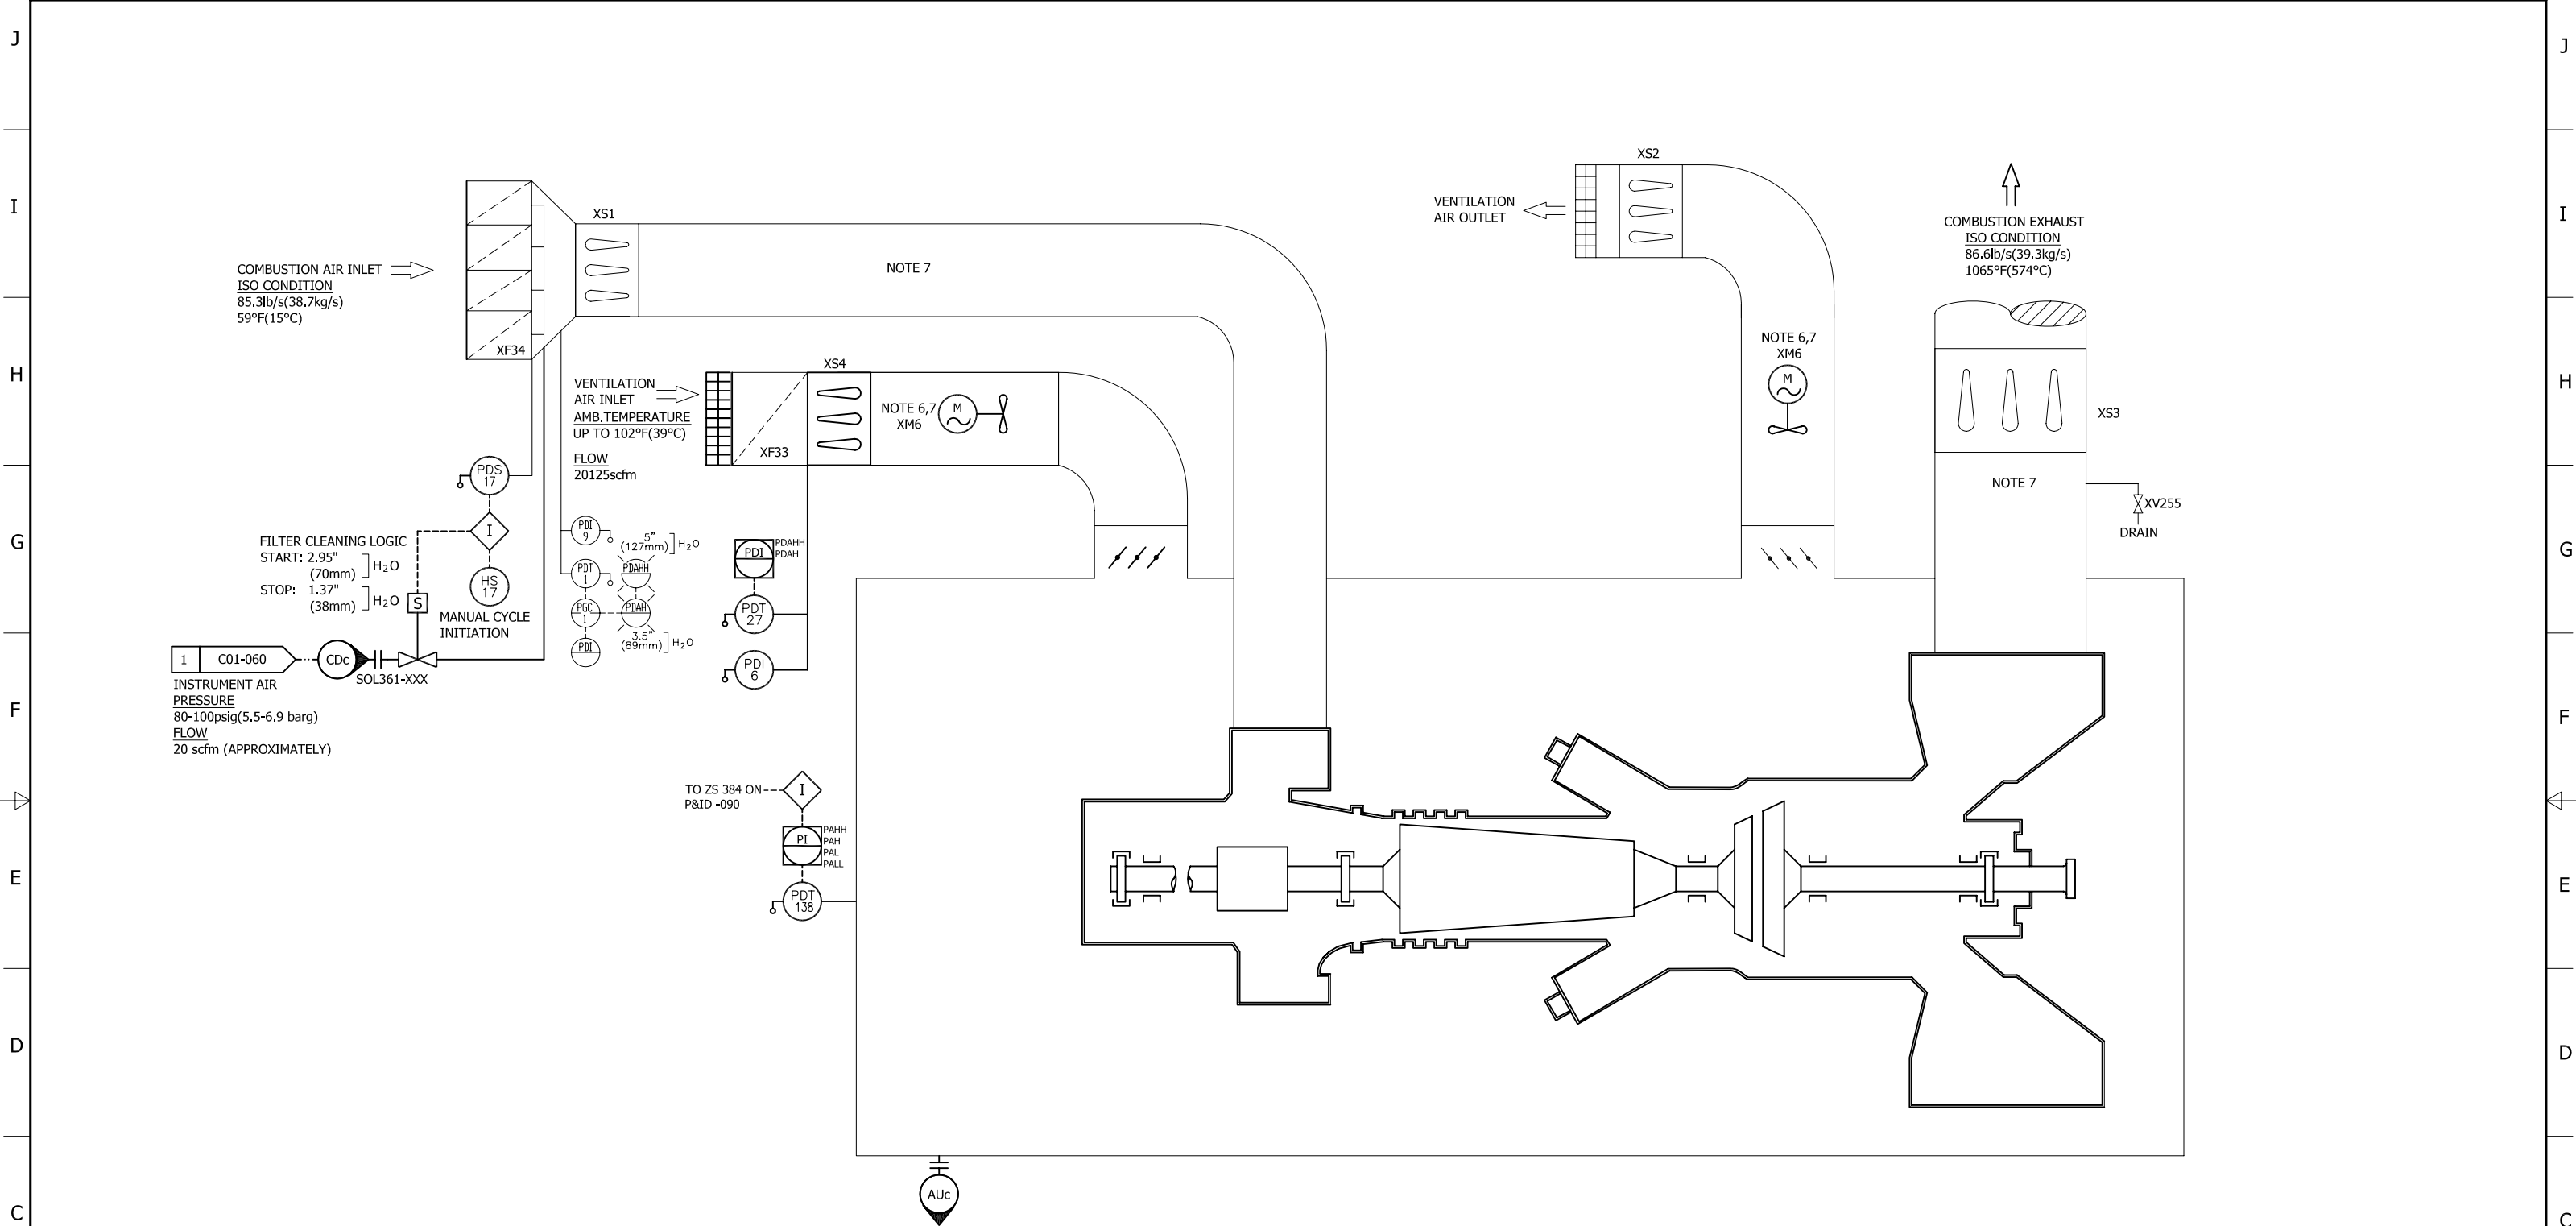 J
J
I
I
H
H
G
G
F
F
E
E
D
D
C
C
XS1
NOTE 7
COMBUSTION AIR INLET
ISO CONDITION
85.3lb/s(38.7kg/s)
59°F(15°C)
XF34
XS2
VENTILATION
AIR OUTLET
COMBUSTION EXHAUST
ISO CONDITION
86.6lb/s(39.3kg/s)
1065°F(574°C)
XS4
VENTILATION
AIR INLET
AMB.TEMPERATURE
UP TO 102°F(39°C)
FLOW
20125scfm
XF33
NOTE 6,7
XM6
M
NOTE 6,7
XM6
M
XS3
NOTE 7
XV255
DRAIN
PDS
17
I
HS
17
MANUAL CYCLE
INITIATION
FILTER CLEANING LOGIC
START: 2.95"
(70mm)
H2O
STOP: 1.37"
(38mm)
H2O
S
PDI
9
PDT
1
PGC
1
PDI
5"
(127mm)
H2O
PDAHH
PDAH
3.5"
(89mm)
H2O
PDI
PDAHH
PDAH
PDT
27
PDI
6
1
C01-060
CDc
SOL361-XXX
INSTRUMENT AIR
PRESSURE
80-100psig(5.5-6.9 barg)
FLOW
20 scfm (APPROXIMATELY)
TO ZS 384 ON
P&ID -090
I
PI
PAHH
PAH
PAL
PALL
PDT
138
AUc